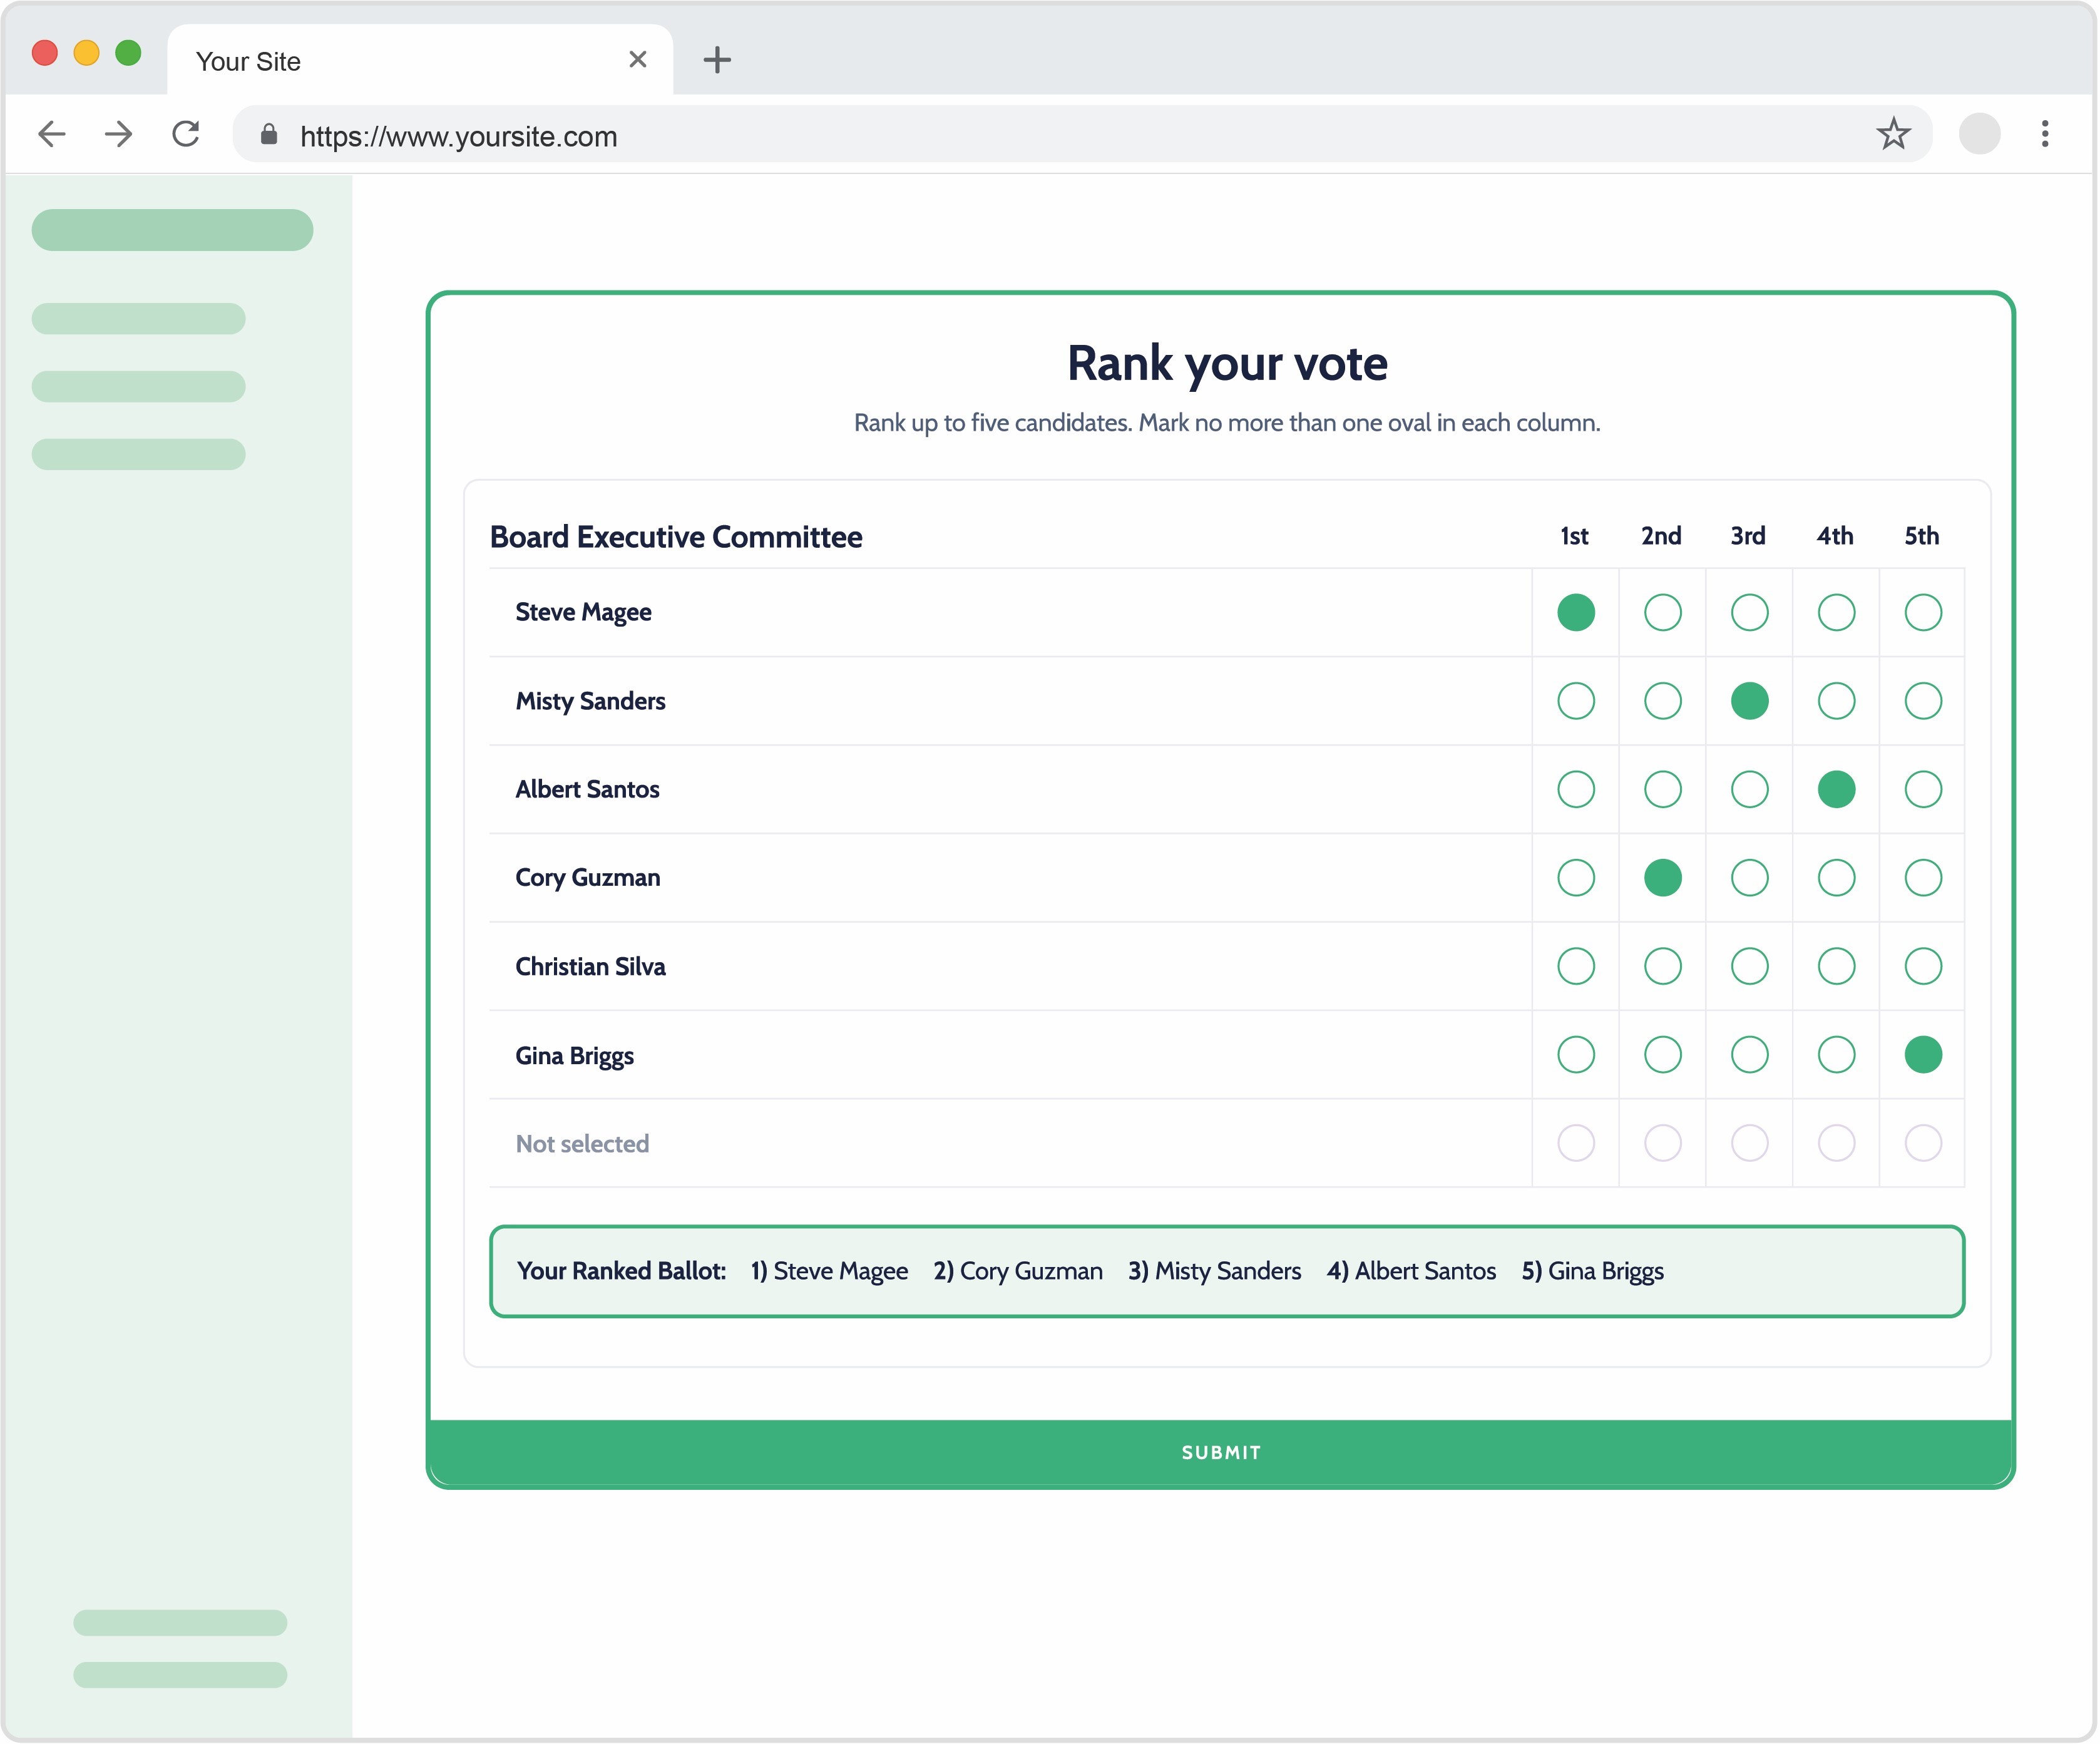 Your Site
https://www.yoursite.com
Rank your vote
Rank up to five candidates. Mark no more than one oval in each column.
Board Executive Committee 1st 2nd 3rd 4th 5th
Steve Magee
Misty Sanders
Albert Santos
Cory Guzman
Christian Silva
Gina Briggs
Not selected
Your Ranked Ballot: 1) Steve Magee 2) Cory Guzman 3) Misty Sanders 4) Albert Santos 5) Gina Briggs
SUBMIT